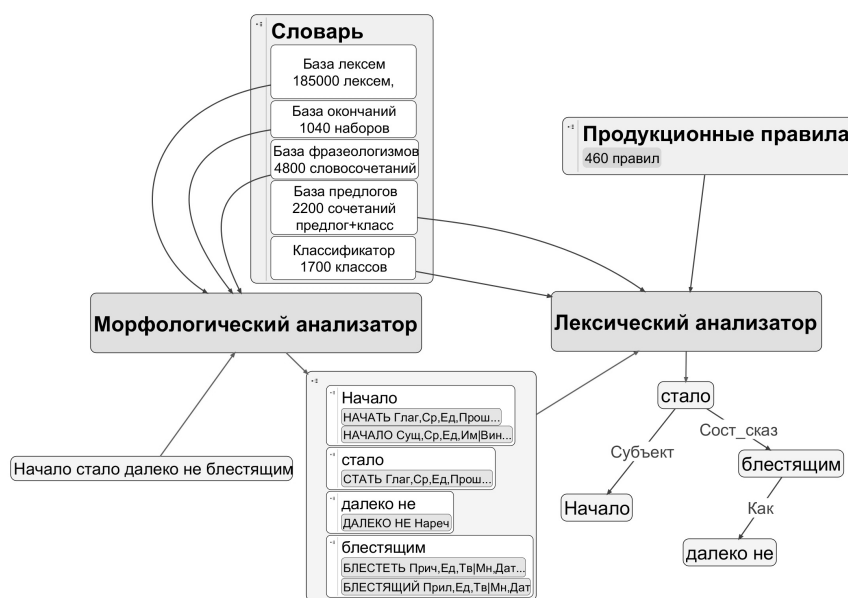 Словарь
База лексем
185000 лексем,
База окончаний
1040 наборов
База фразеологизмов
4800 словосочетаний
База предлогов
2200 сочетаний
предлог+класс
Классификатор
1700 классов
Продукционные правила
460 правил
Морфологический анализатор
Лексический анализатор
Начало стало далеко не блестящим
Начало
НАЧАТЬ Глаг,Ср,Ед,Прош...
НАЧАЛО Сущ,Ср,Ед,Им|Вин...
стало
СТАТЬ Глаг,Ср,Ед,Прош...
далеко не
ДАЛЕКО НЕ Нареч
блестящим
БЛЕСТЕТЬ Прич,Ед,Тв|Мн,Дат...
БЛЕСТЯЩИЙ Прил,Ед,Тв|Мн,Дат
стало
Субъект
Сост_сказ
Начало
блестящим
Как
далеко не